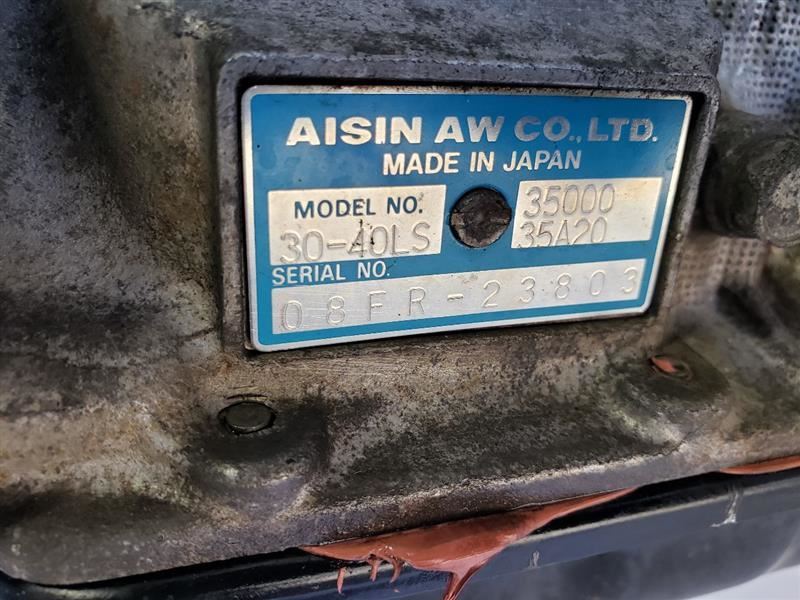 AISIN AW CO., LTD.
MADE IN JAPAN
MODEL NO. 35000
30-40LS 35A20
SERIAL NO.
08FR-23803